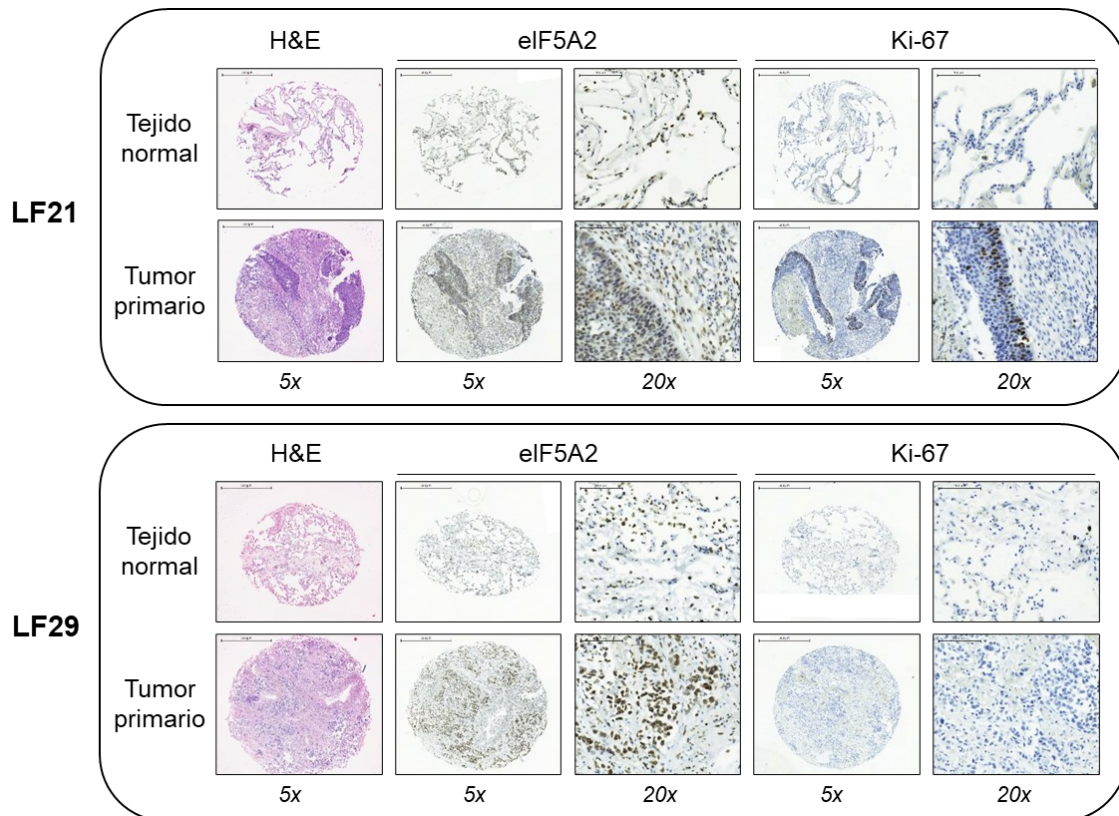 H&E eIF5A2 Ki-67
Tejido
normal
LF21
Tumor
primario
5x 5x 20x 5x 20x
H&E eIF5A2 Ki-67
Tejido
normal
LF29
Tumor
primario
5x 5x 20x 5x 20x